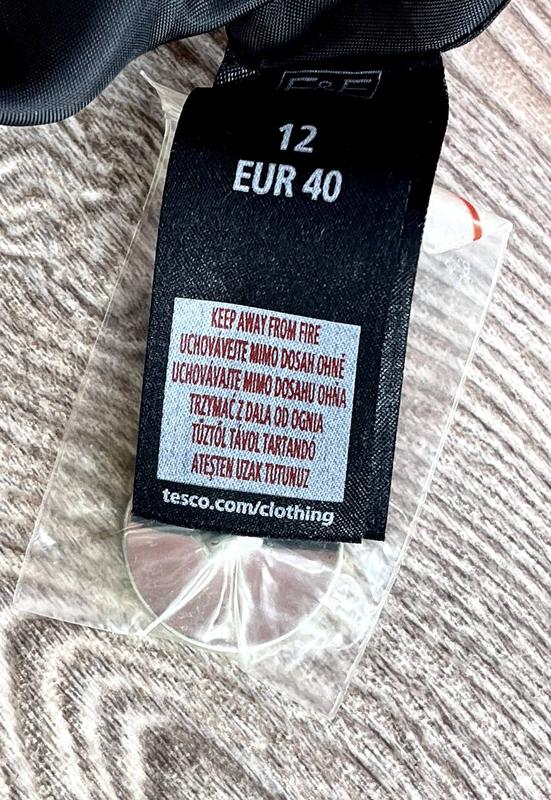 F&F
12
EUR 40
KEEP AWAY FROM FIRE
UCHOVÁVEJTE MIMO DOSAH OHNĚ
UCHOVÁVAJTE MIMO DOSAHU OHŇA
TRZYMAĆ Z DALA OD OGNIA
TŰZTŐL TÁVOL TARTANDÓ
ATEŞTEN UZAK TUTUNUZ
tesco.com/clothing